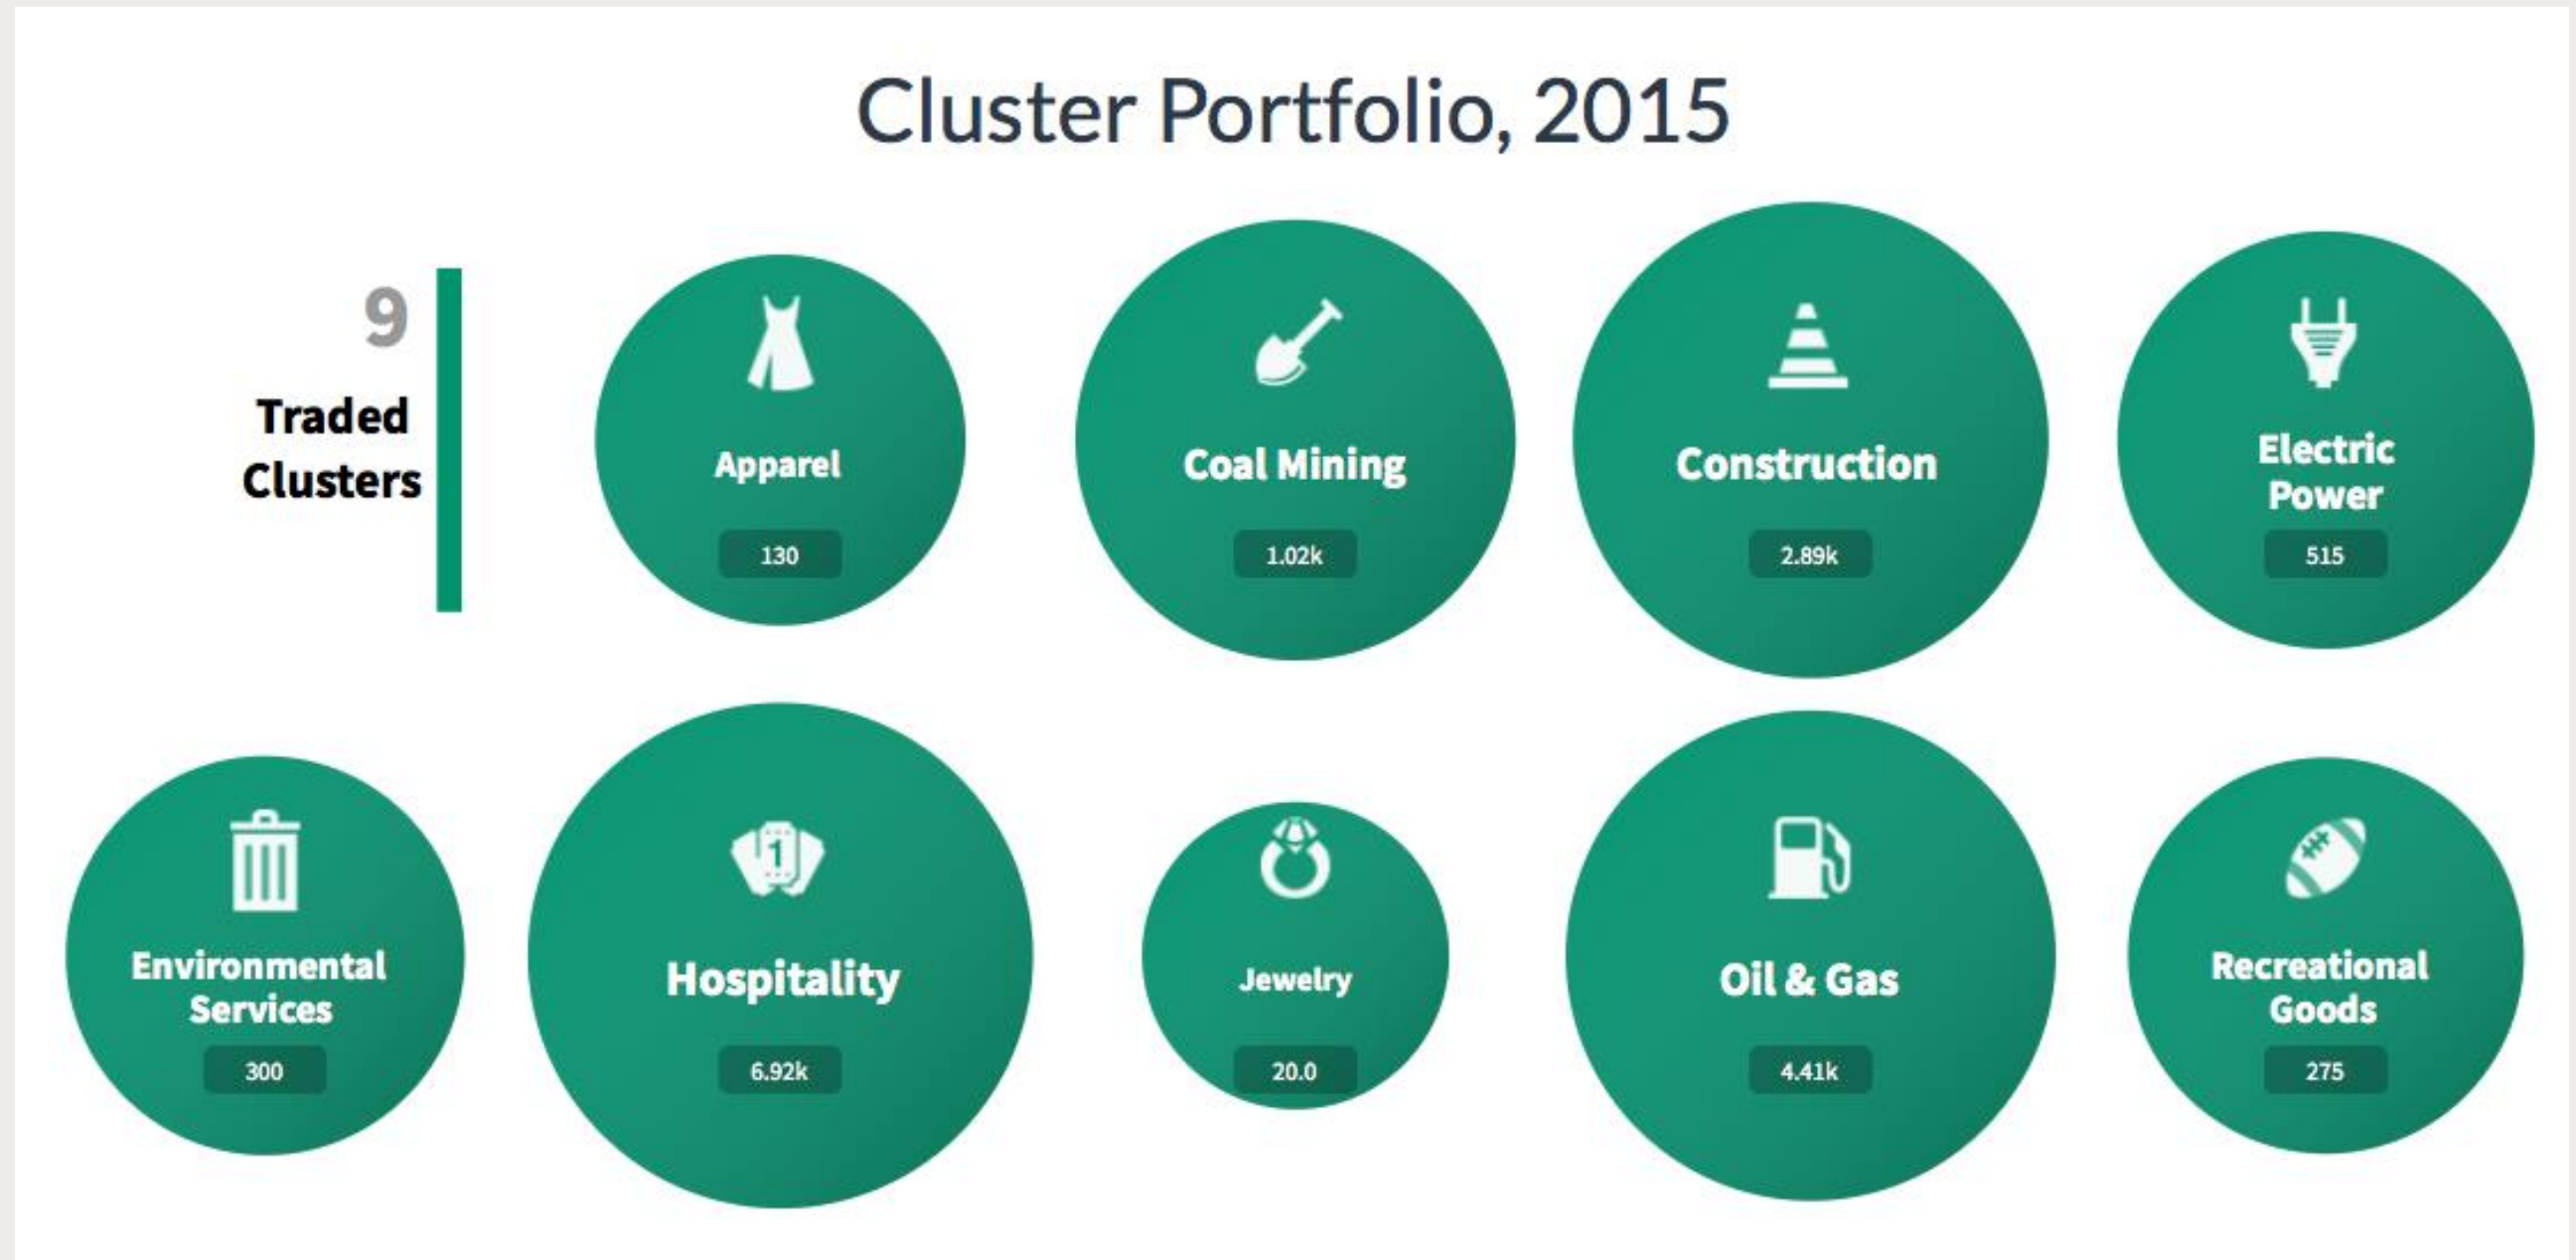 Cluster Portfolio, 2015
9
Traded
Clusters
Apparel
130
Coal Mining
1.02k
Construction
2.89k
Electric
Power
515
Environmental
Services
300
1
Hospitality
6.92k
Jewelry
20.0
Oil & Gas
4.41k
Recreational
Goods
275